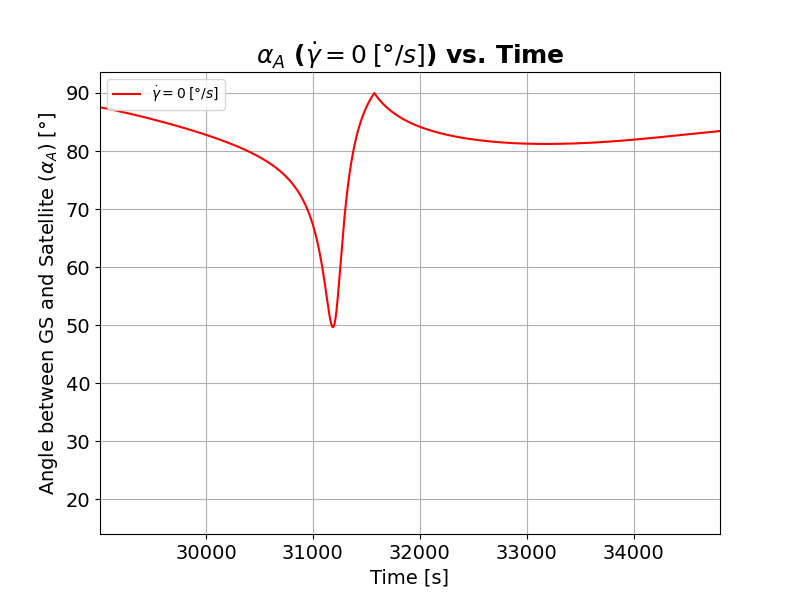 α_A (γ̇ = 0 [°/s]) vs. Time
γ̇ = 0 [°/s]
Angle between GS and Satellite (α_A) [°]
90
80
70
60
50
40
30
20
30000 31000 32000 33000 34000
Time [s]